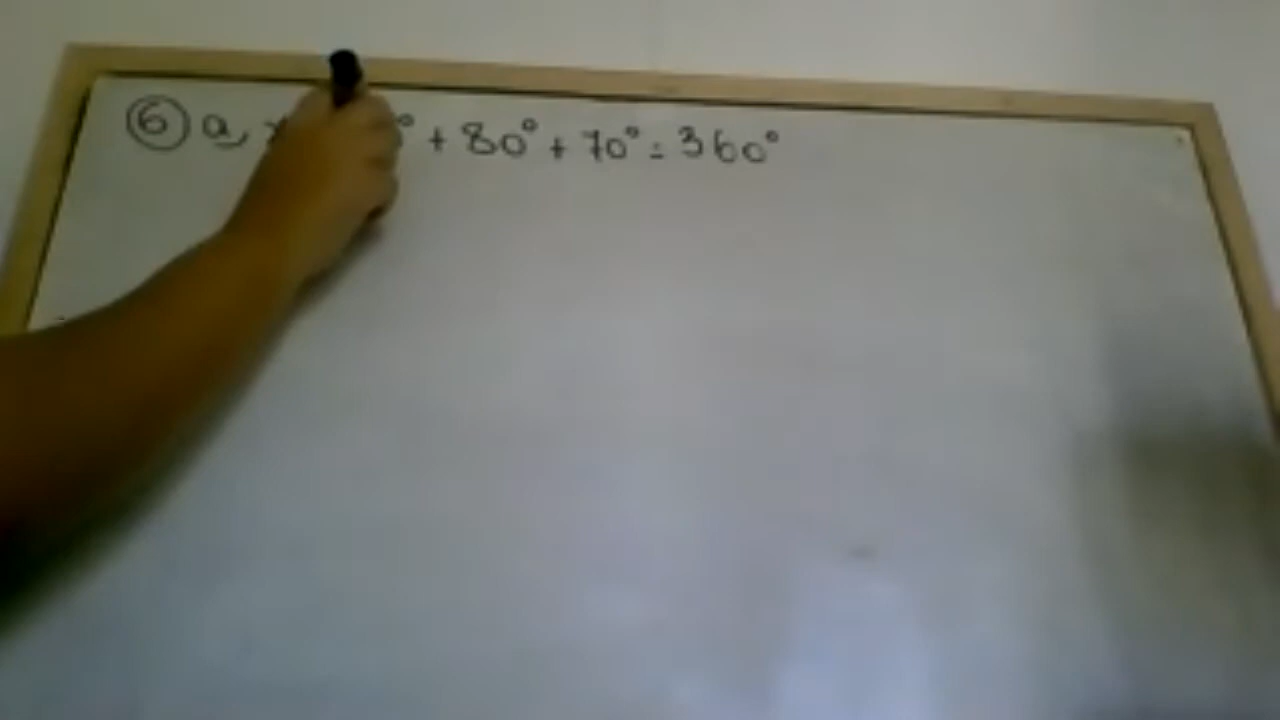 ⑥ a, x ° + 80° + 70° = 360°